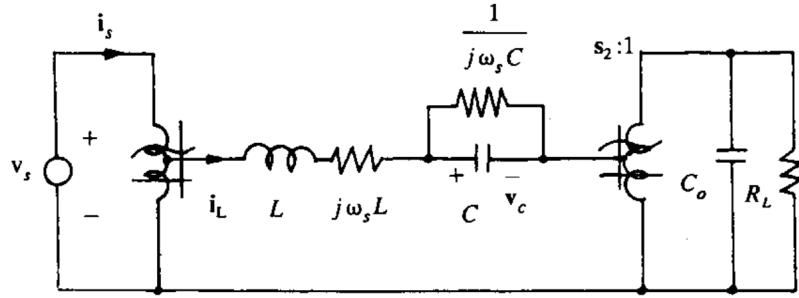 i_s
v_s
+
−
i_L
L
jω_sL
1
jω_sC
+
−
C
v_c
s_2:1
C_o
R_L